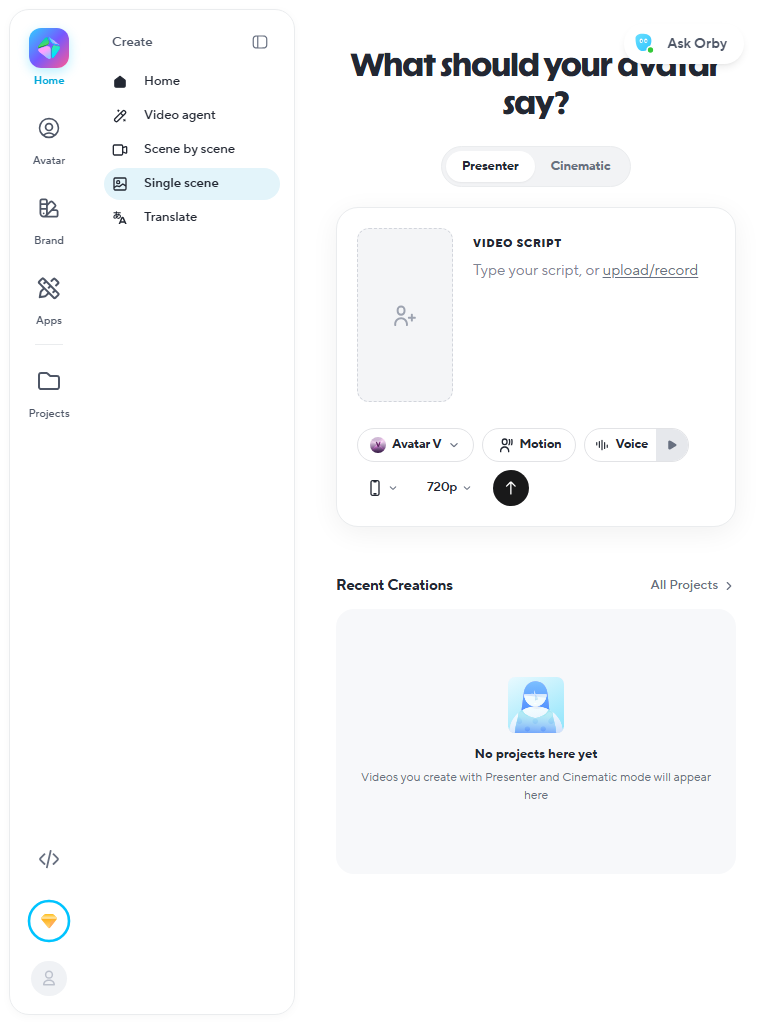 Home
Avatar
Brand
Apps
Projects
Create
Home
Video agent
Scene by scene
Single scene
Translate
Ask Orby
What should your avatar
say?
Presenter
Cinematic
VIDEO SCRIPT
Type your script, or upload/record
Avatar V
Motion
Voice
720p
Recent Creations
All Projects
No projects here yet
Videos you create with Presenter and Cinematic mode will appear
here